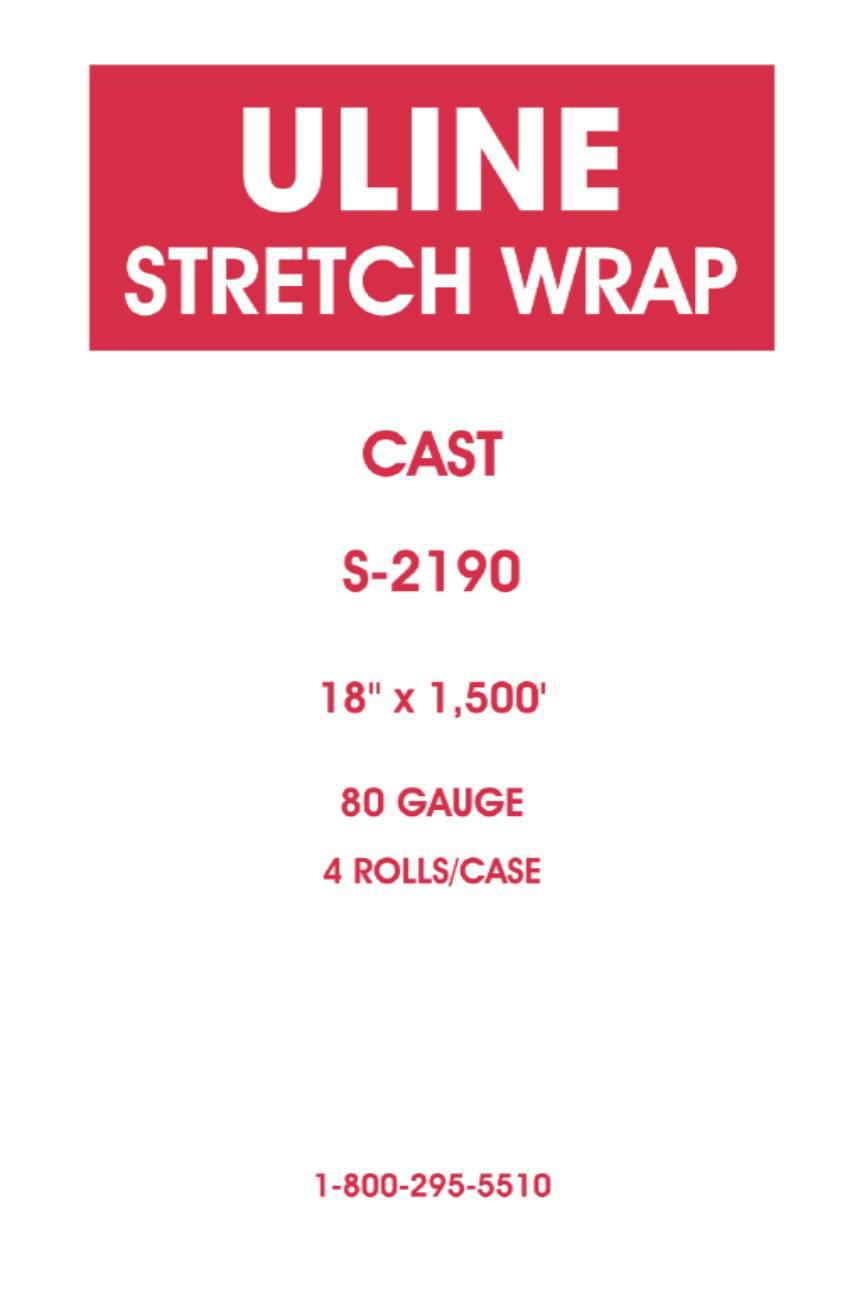 ULINE
STRETCH WRAP
CAST
S-2190
18" x 1,500'
80 GAUGE
4 ROLLS/CASE
1-800-295-5510